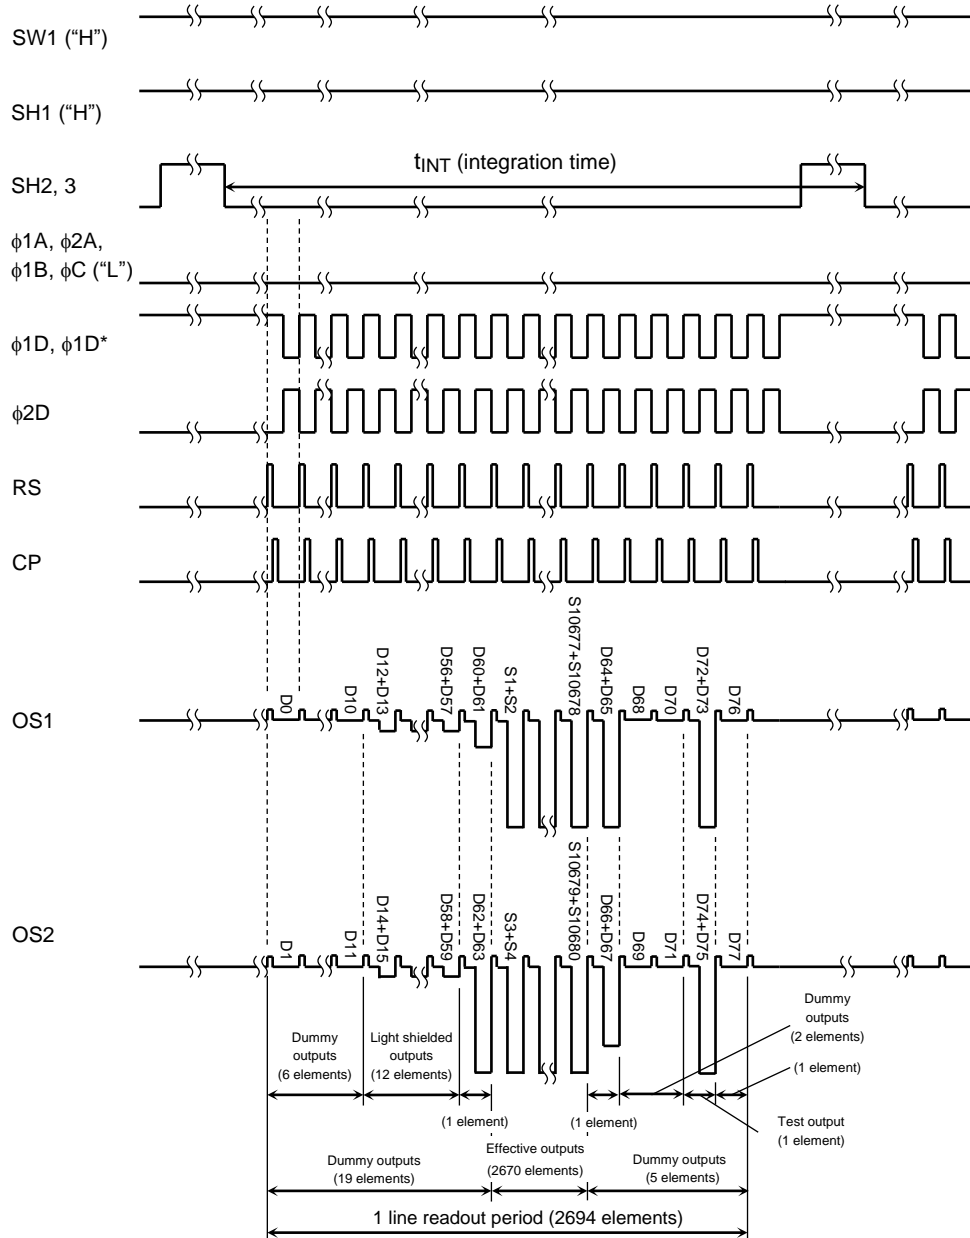 SW1 (“H”)
SH1 (“H”)
tINT (integration time)
SH2, 3
ϕ1A, ϕ2A,
ϕ1B, ϕC (“L”)
ϕ1D, ϕ1D*
ϕ2D
RS
CP
OS1
D0
D10
D12+D13
D56+D57
D60+D61
S1+S2
S10677+S10678
D64+D65
D68
D70
D72+D73
D76
OS2
D1
D11
D14+D15
D58+D59
D62+D63
S3+S4
S10679+S10680
D66+D67
D69
D71
D74+D75
D77
Dummy
outputs
(6 elements)
Light shielded
outputs
(12 elements)
(1 element)
(1 element)
Dummy
outputs
(2 elements)
(1 element)
Test output
(1 element)
Dummy outputs
(19 elements)
Effective outputs
(2670 elements)
Dummy outputs
(5 elements)
1 line readout period (2694 elements)